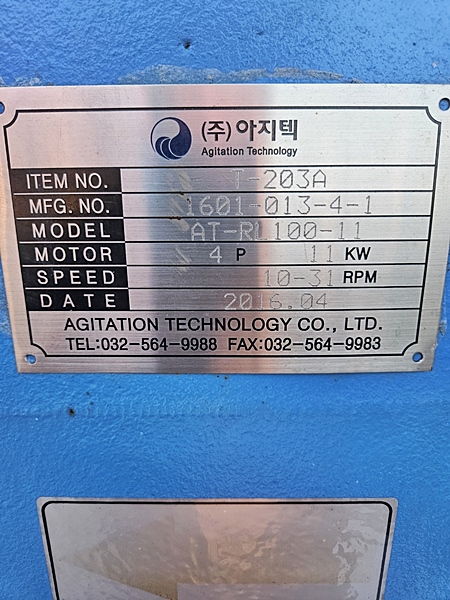 (주)아지텍
Agitation Technology
ITEM NO. T-203A
MFG. NO. 1601-013-4-1
MODEL AT-RL100-11
MOTOR 4 P 11 KW
SPEED 10-31 RPM
DATE 2016.04
AGITATION TECHNOLOGY CO., LTD.
TEL:032-564-9988 FAX:032-564-9983